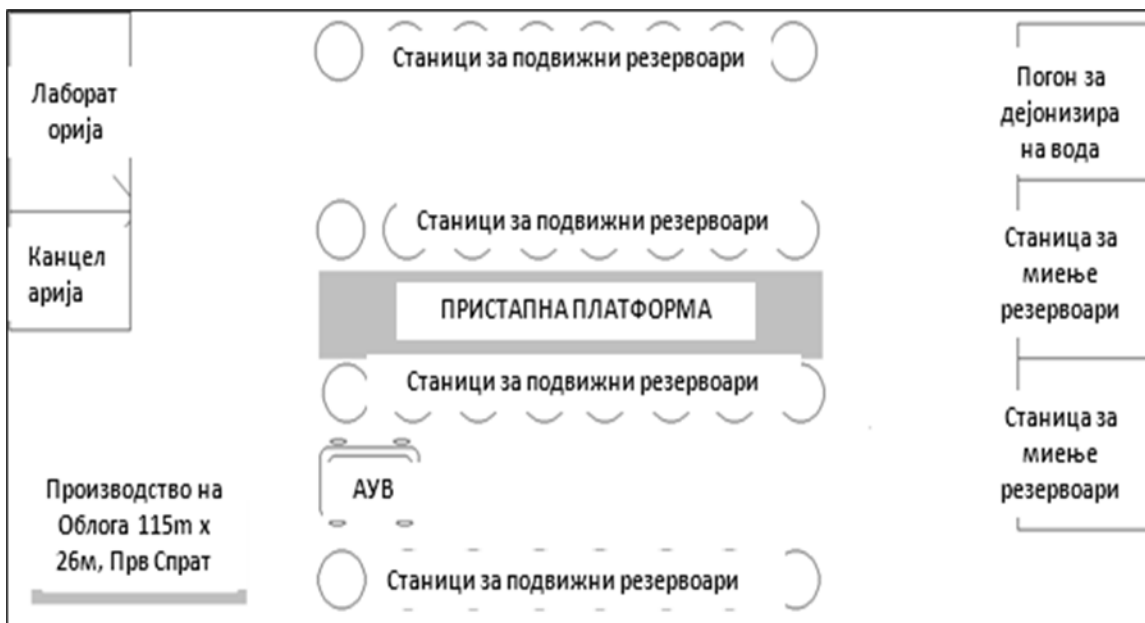 Станици за подвижни резервоари
Лаборат
орија
Погон за
дејонизира
на вода
Станици за подвижни резервоари
Канцел
арија
Станица за
миење
резервоари
ПРИСТАПНА ПЛАТФОРМА
Станици за подвижни резервоари
Станица за
миење
резервоари
АУВ
Производство на
Облога 115m x
26м, Прв Спрат
Станици за подвижни резервоари